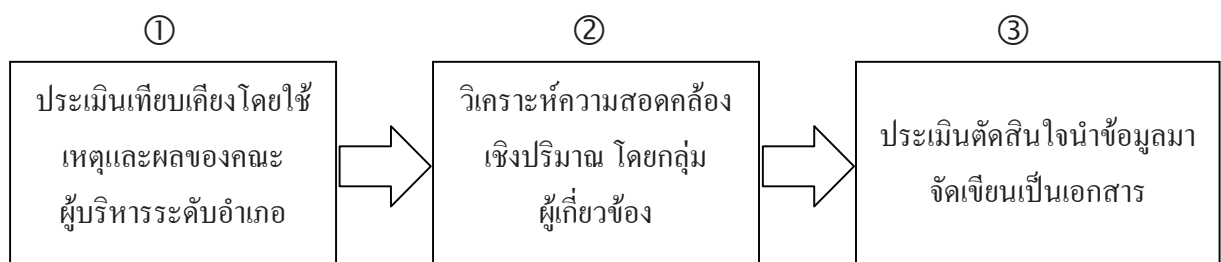 ①
ประเมินเทียบเคียงโดยใช้
เหตุและผลของคณะ
ผู้บริหารระดับอำเภอ
②
วิเคราะห์ความสอดคล้อง
เชิงปริมาณ โดยกลุ่ม
ผู้เกี่ยวข้อง
③
ประเมินตัดสินใจนำข้อมูลมา
จัดเขียนเป็นเอกสาร